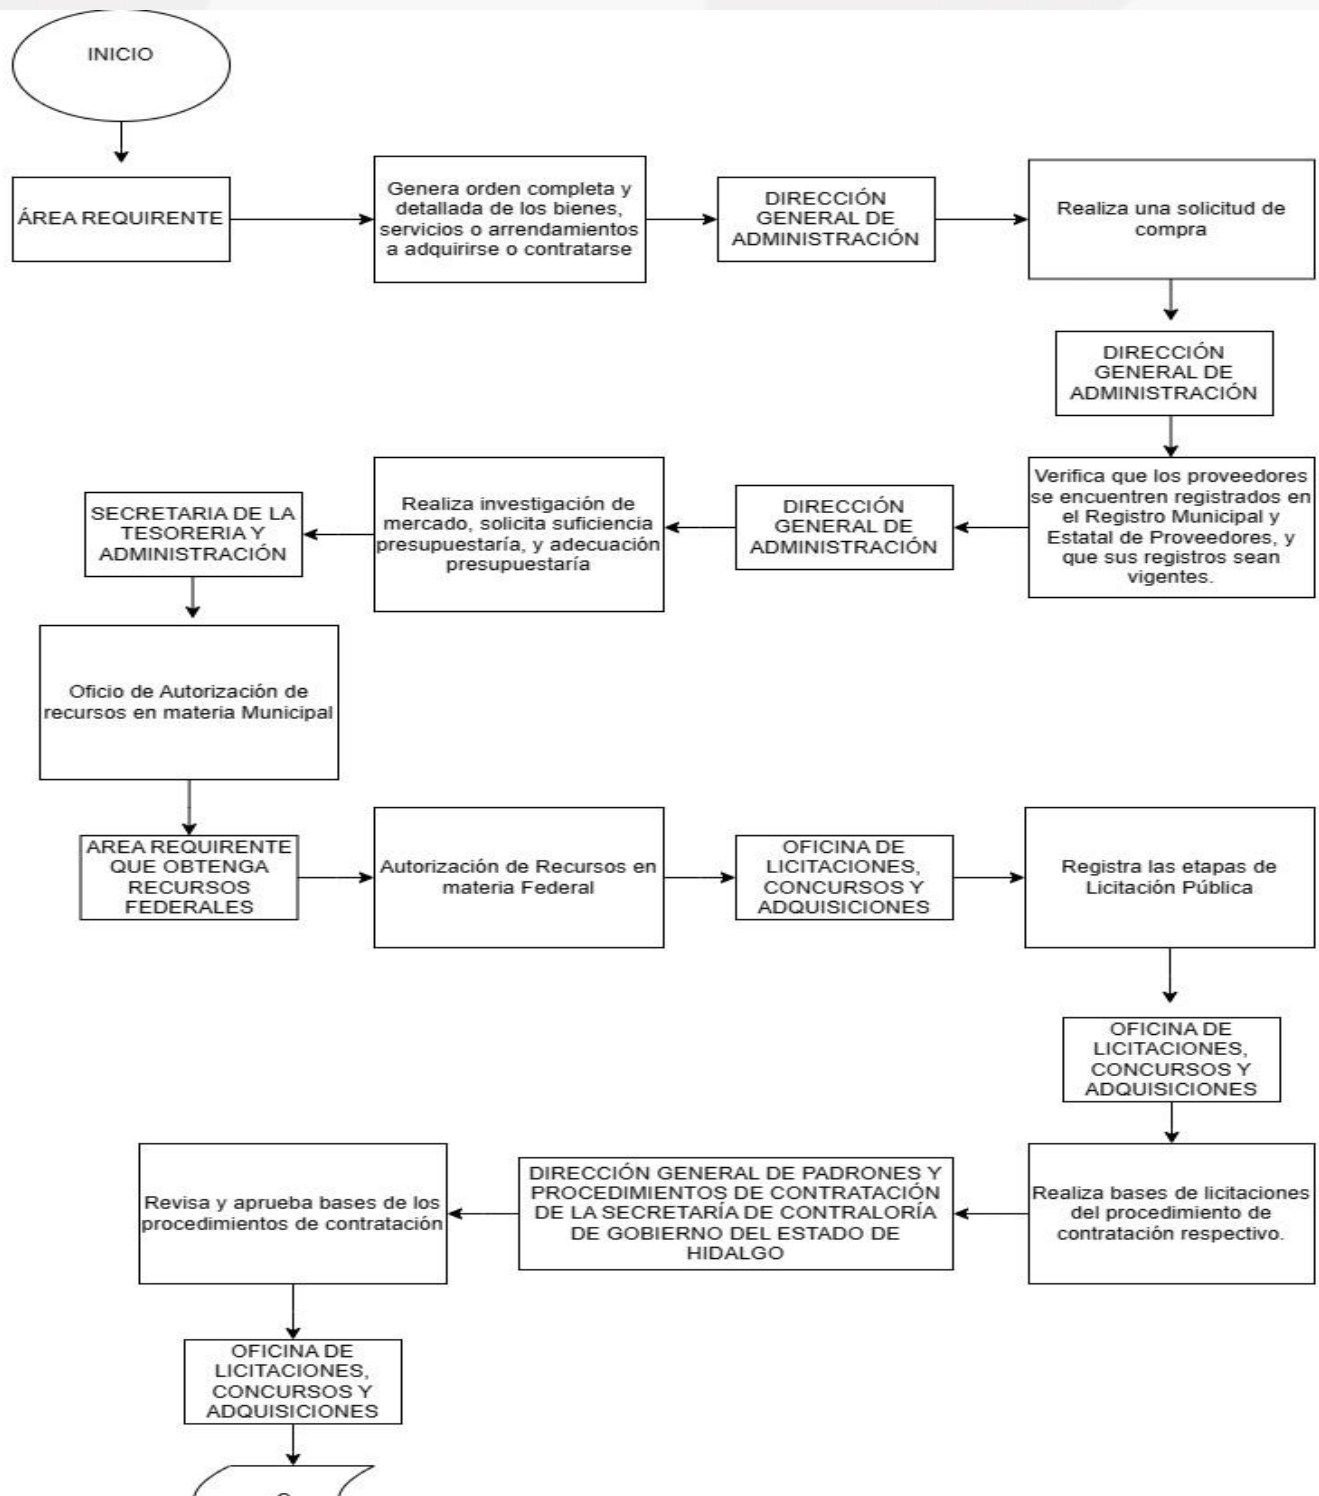 INICIO
ÁREA REQUIRENTE
Genera orden completa y
detallada de los bienes,
servicios o arrendamientos
a adquirirse o contratarse
DIRECCIÓN
GENERAL DE
ADMINISTRACIÓN
Realiza una solicitud de
compra
DIRECCIÓN
GENERAL DE
ADMINISTRACIÓN
Verifica que los proveedores
se encuentren registrados en
el Registro Municipal y
Estatal de Proveedores, y
que sus registros sean
vigentes.
DIRECCIÓN
GENERAL DE
ADMINISTRACIÓN
Realiza investigación de
mercado, solicita suficiencia
presupuestaría, y adecuación
presupuestaría
SECRETARIA DE LA
TESORERIA Y
ADMINISTRACIÓN
Oficio de Autorización de
recursos en materia Municipal
AREA REQUIRENTE
QUE OBTENGA
RECURSOS
FEDERALES
Autorización de Recursos en
materia Federal
OFICINA DE
LICITACIONES,
CONCURSOS Y
ADQUISICIONES
Registra las etapas de
Licitación Pública
OFICINA DE
LICITACIONES,
CONCURSOS Y
ADQUISICIONES
Realiza bases de licitaciones
del procedimiento de
contratación respectivo.
DIRECCIÓN GENERAL DE PADRONES Y
PROCEDIMIENTOS DE CONTRATACIÓN
DE LA SECRETARÍA DE CONTRALORÍA
DE GOBIERNO DEL ESTADO DE
HIDALGO
Revisa y aprueba bases de los
procedimientos de contratación
OFICINA DE
LICITACIONES,
CONCURSOS Y
ADQUISICIONES